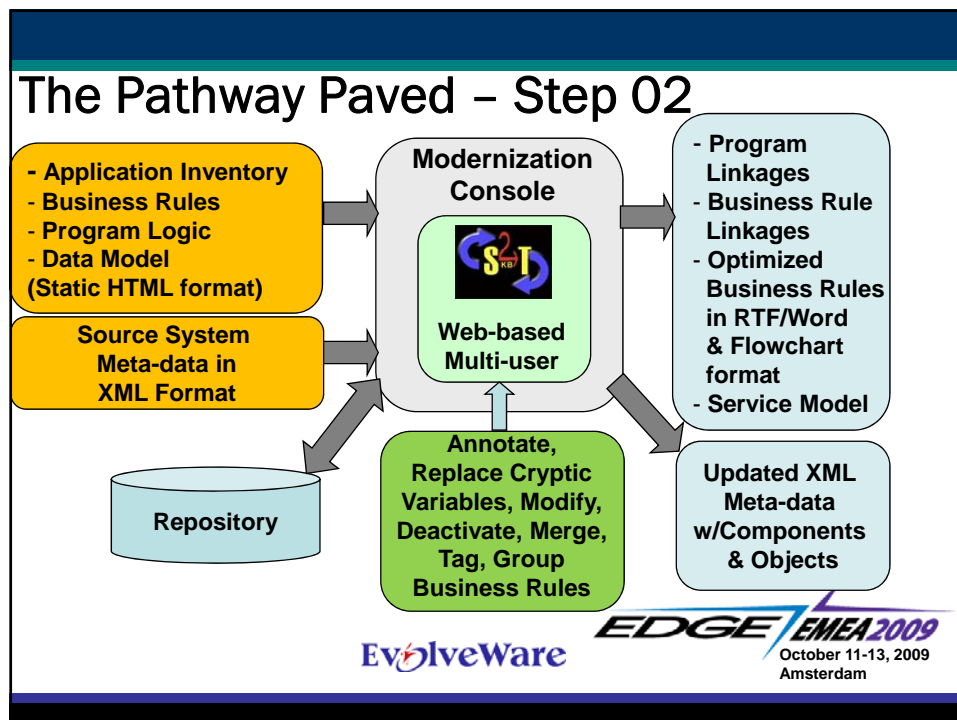 The Pathway Paved – Step 02
- Application Inventory
- Business Rules
- Program Logic
- Data Model
(Static HTML format)
Source System
Meta-data in
XML Format
Repository
Modernization
Console
S2T
KB
Web-based
Multi-user
Annotate,
Replace Cryptic
Variables, Modify,
Deactivate, Merge,
Tag, Group
Business Rules
- Program
Linkages
- Business Rule
Linkages
- Optimized
Business Rules
in RTF/Word
& Flowchart
format
- Service Model
Updated XML
Meta-data
w/Components
& Objects
EvolveWare
EDGE EMEA2009
October 11-13, 2009
Amsterdam